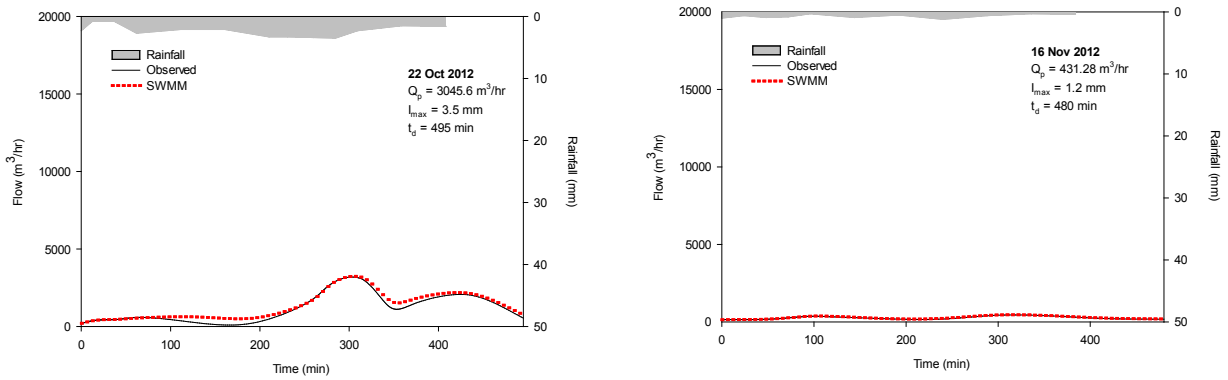 20000
15000
10000
5000
0
Flow (m³/hr)
0
10
20
30
40
50
Rainfall (mm)
Rainfall
Observed
SWMM
22 Oct 2012
Qp = 3045.6 m³/hr
Imax = 3.5 mm
td = 495 min
0
100
200
300
400
Time (min)
20000
15000
10000
5000
0
Flow (m³/hr)
0
10
20
30
40
50
Rainfall (mm)
Rainfall
Observed
SWMM
16 Nov 2012
Qp = 431.28 m³/hr
Imax = 1.2 mm
td = 480 min
0
100
200
300
400
Time (min)